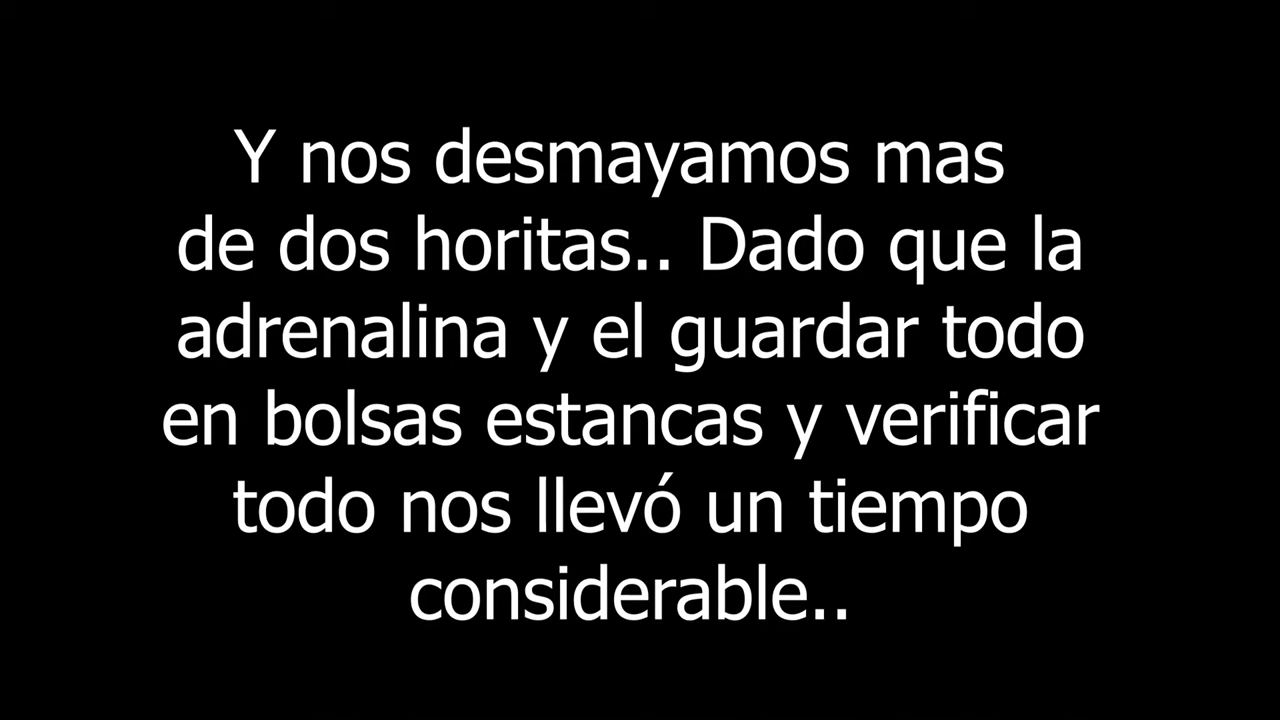 Y nos desmayamos mas
de dos horitas.. Dado que la
adrenalina y el guardar todo
en bolsas estancas y verificar
todo nos llevó un tiempo
considerable..